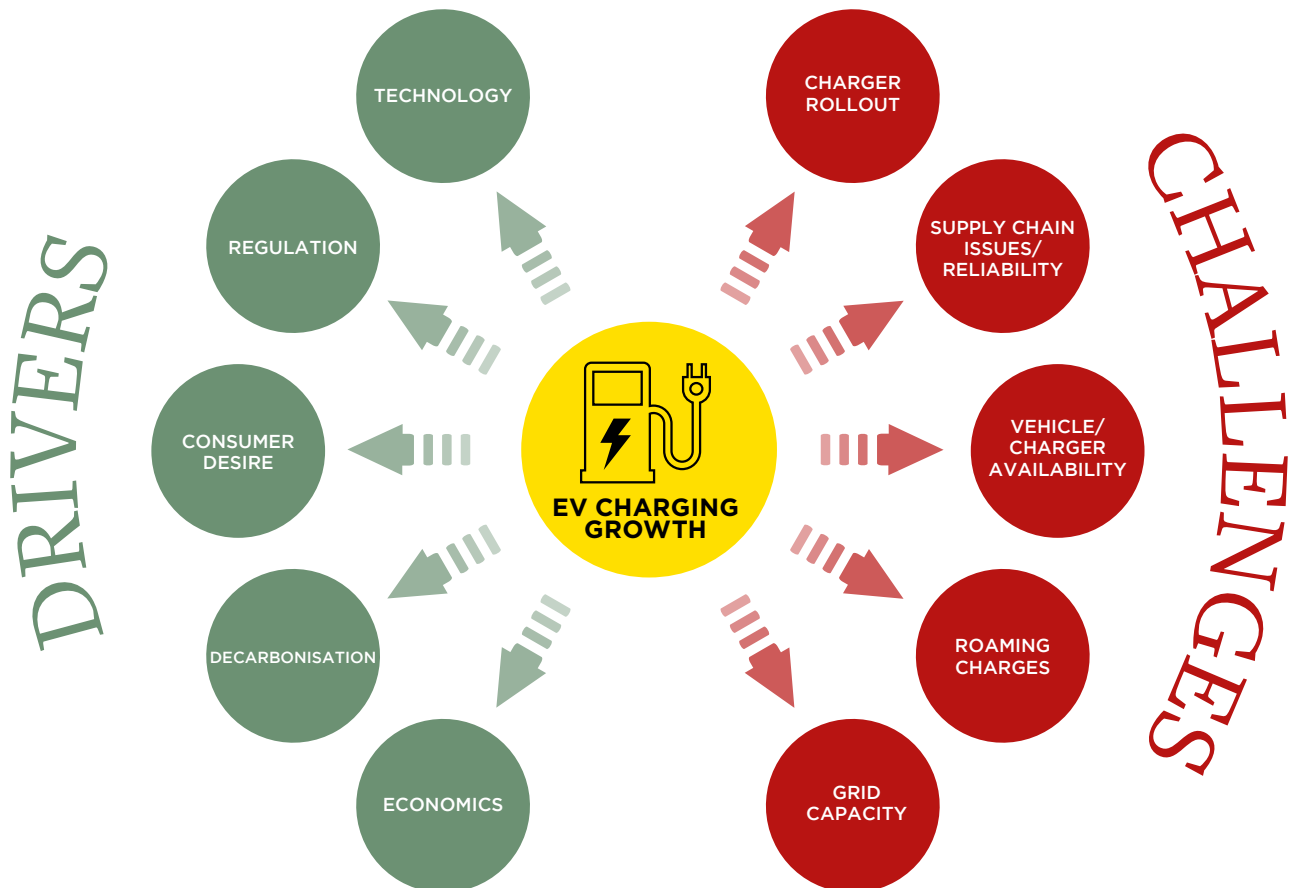 DRIVERS
TECHNOLOGY
REGULATION
CONSUMER
DESIRE
DECARBONISATION
ECONOMICS
EV CHARGING
GROWTH
CHARGER
ROLLOUT
SUPPLY CHAIN
ISSUES/
RELIABILITY
VEHICLE/
CHARGER
AVAILABILITY
ROAMING
CHARGES
GRID
CAPACITY
CHALLENGES